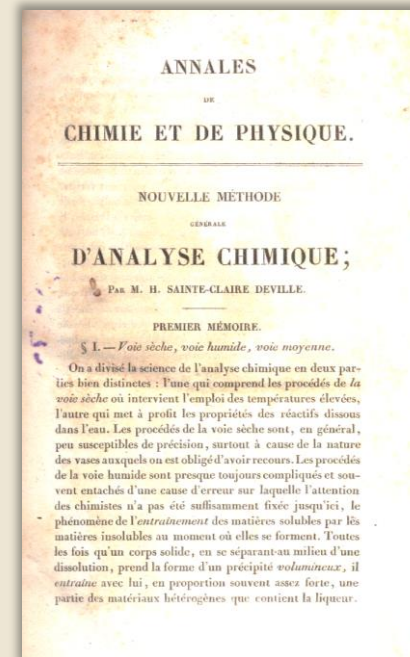 ANNALES
DE
CHIMIE ET DE PHYSIQUE.
NOUVELLE MÉTHODE
GÉNÉRALE
D'ANALYSE CHIMIQUE;
PAR M. H. SAINTE-CLAIRE DEVILLE.
PREMIER MÉMOIRE.
§ I. — Voie sèche, voie humide, voie moyenne.
On a divisé la science de l'analyse chimique en deux par-
ties bien distinctes : l'une qui comprend les procédés de la
voie sèche où intervient l'emploi des températures élevées,
l'autre qui met à profit les propriétés des réactifs dissous
dans l'eau. Les procédés de la voie sèche sont, en général,
peu susceptibles de précision, surtout à cause de la nature
des vases auxquels on est obligé d'avoir recours. Les procédés
de la voie humide sont presque toujours compliqués et sou-
vent entachés d'une cause d'erreur sur laquelle l'attention
des chimistes n'a pas été suffisamment fixée jusqu'ici, le
phénomène de l'entraînement des matières solubles par les
matières insolubles au moment où elles se forment. Toutes
les fois qu'un corps solide, en se séparant au milieu d'une
dissolution, prend la forme d'un précipité volumineux, il
entraîne avec lui, en proportion souvent assez forte, une
partie des matériaux hétérogènes que contient la liqueur.